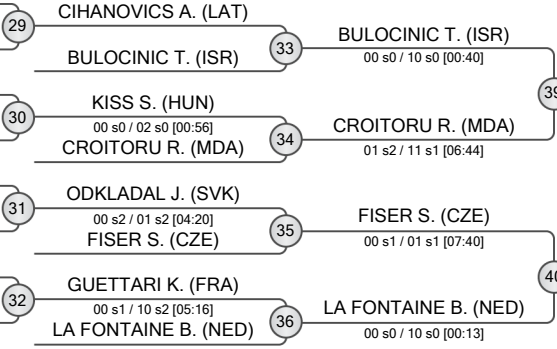 29
CIHANOVICS A. (LAT)
BULOCINIC T. (ISR)
33
BULOCINIC T. (ISR)
00 s0 / 10 s0 [00:40]
30
KISS S. (HUN)
00 s0 / 02 s0 [00:56]
CROITORU R. (MDA)
34
CROITORU R. (MDA)
01 s2 / 11 s1 [06:44]
39
31
ODKLADAL J. (SVK)
00 s2 / 01 s2 [04:20]
FISER S. (CZE)
35
FISER S. (CZE)
00 s1 / 01 s1 [07:40]
32
GUETTARI K. (FRA)
00 s1 / 10 s2 [05:16]
LA FONTAINE B. (NED)
36
LA FONTAINE B. (NED)
00 s0 / 10 s0 [00:13]
40